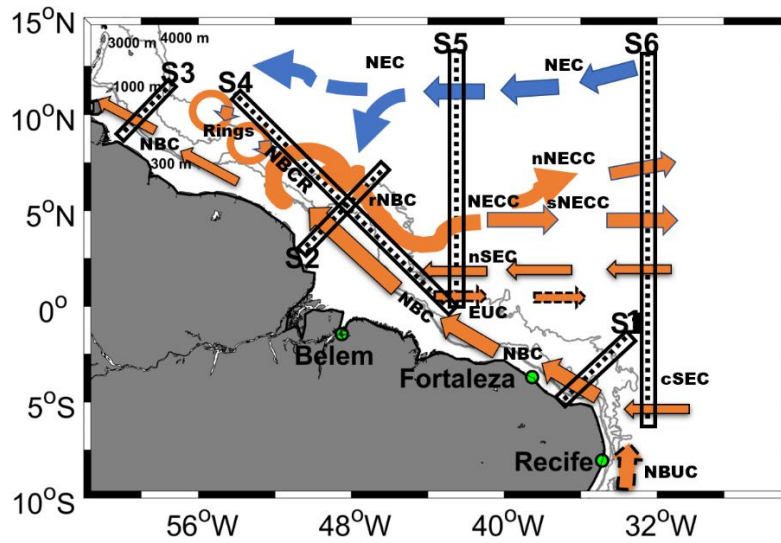 15°N
10°N
5°N
0°
5°S
10°S
56°W
48°W
40°W
32°W
3000 m
4000 m
1000 m
300 m
S3
S4
S5
S6
NEC
NEC
Rings
NBC
NBCR
rNBC
nNECC
NECC
sNECC
S2
nSEC
EUC
NBC
NBC
S1
Belem
Fortaleza
cSEC
Recife
NBUC